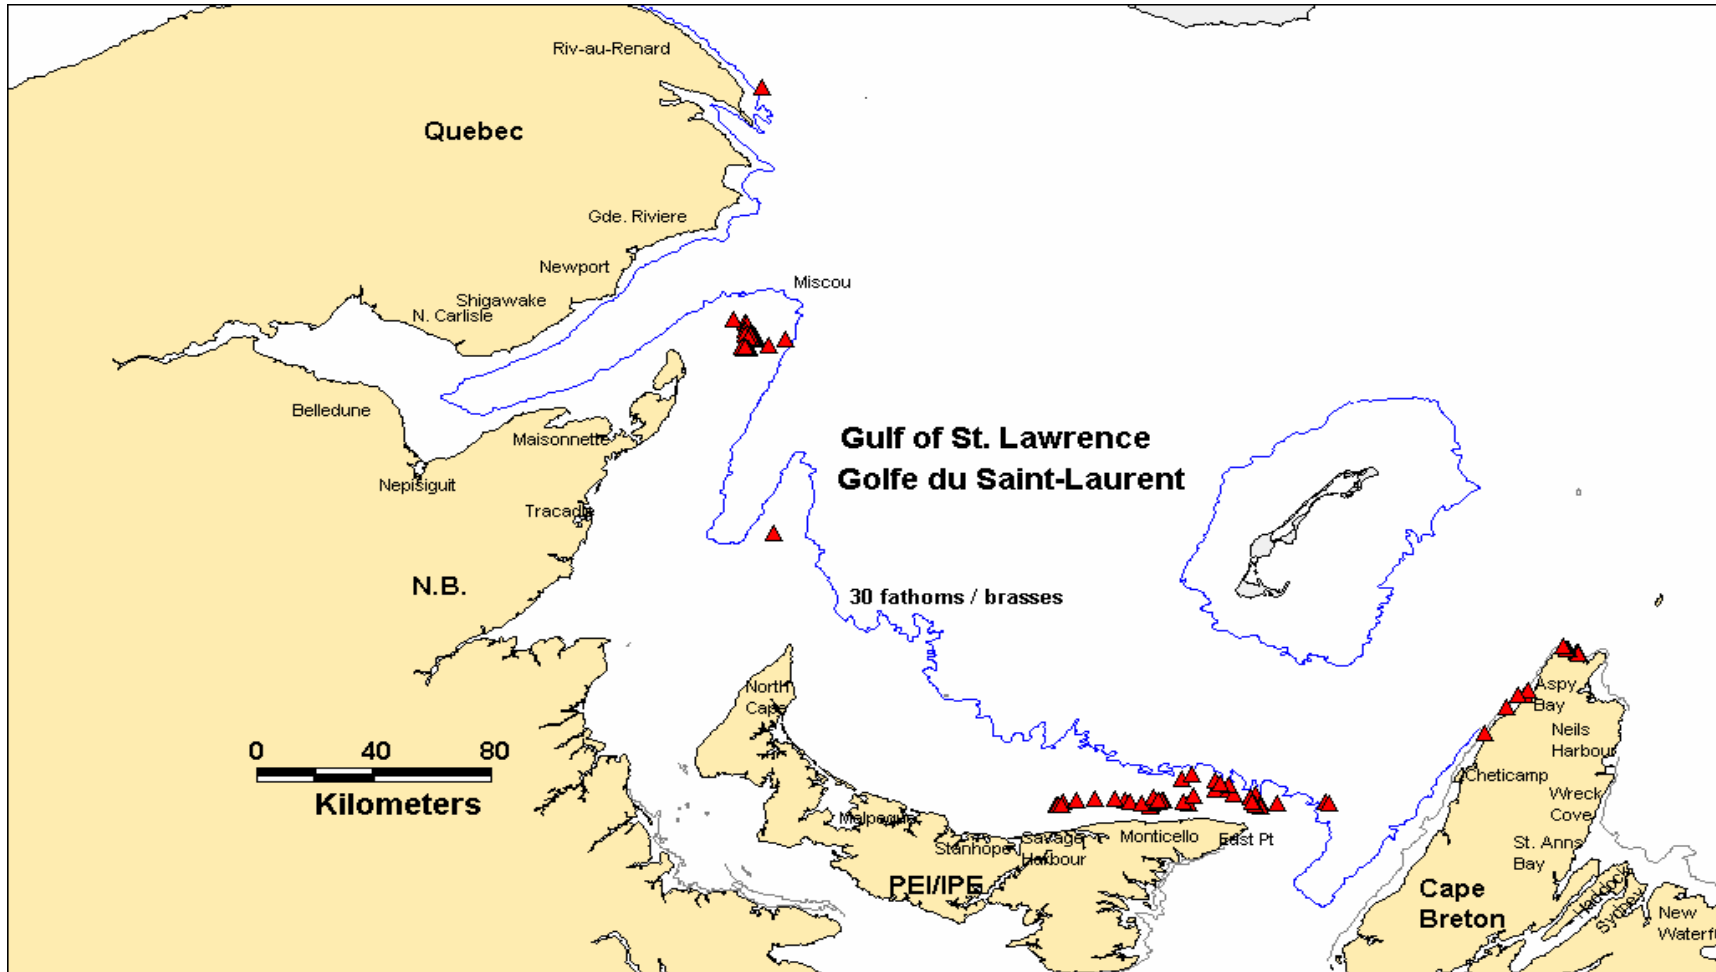 Riv-au-Renard
Quebec
Gde. Riviere
Newport
Miscou
Shigawake
N. Carlisle
Belledune
Maisonnette
Gulf of St. Lawrence
Golfe du Saint-Laurent
Nepisiguit
Tracadie
N.B.
30 fathoms / brasses
North
Cape
Aspy
Bay
Neils
Harbour
0 40 80
Kilometers
Cheticamp
Wreck
Cove
Malpeque
Stanhope
Savage
Harbour
Monticello
East Pt
St. Anns
Bay
PEI/IPE
Cape
Breton
Haddock
Sydney
New
Waterf